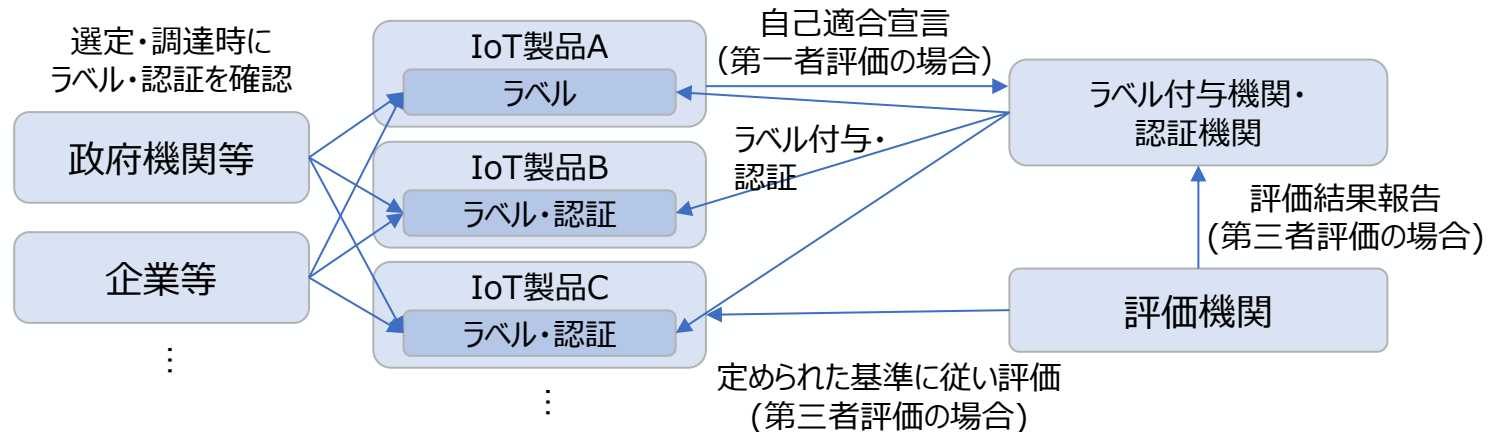 選定・調達時に
ラベル・認証を確認
政府機関等
企業等
⋮
IoT製品A
ラベル
IoT製品B
ラベル・認証
IoT製品C
ラベル・認証
⋮
自己適合宣言
(第一者評価の場合)
ラベル付与・
認証
定められた基準に従い評価
(第三者評価の場合)
ラベル付与機関・
認証機関
評価結果報告
(第三者評価の場合)
評価機関